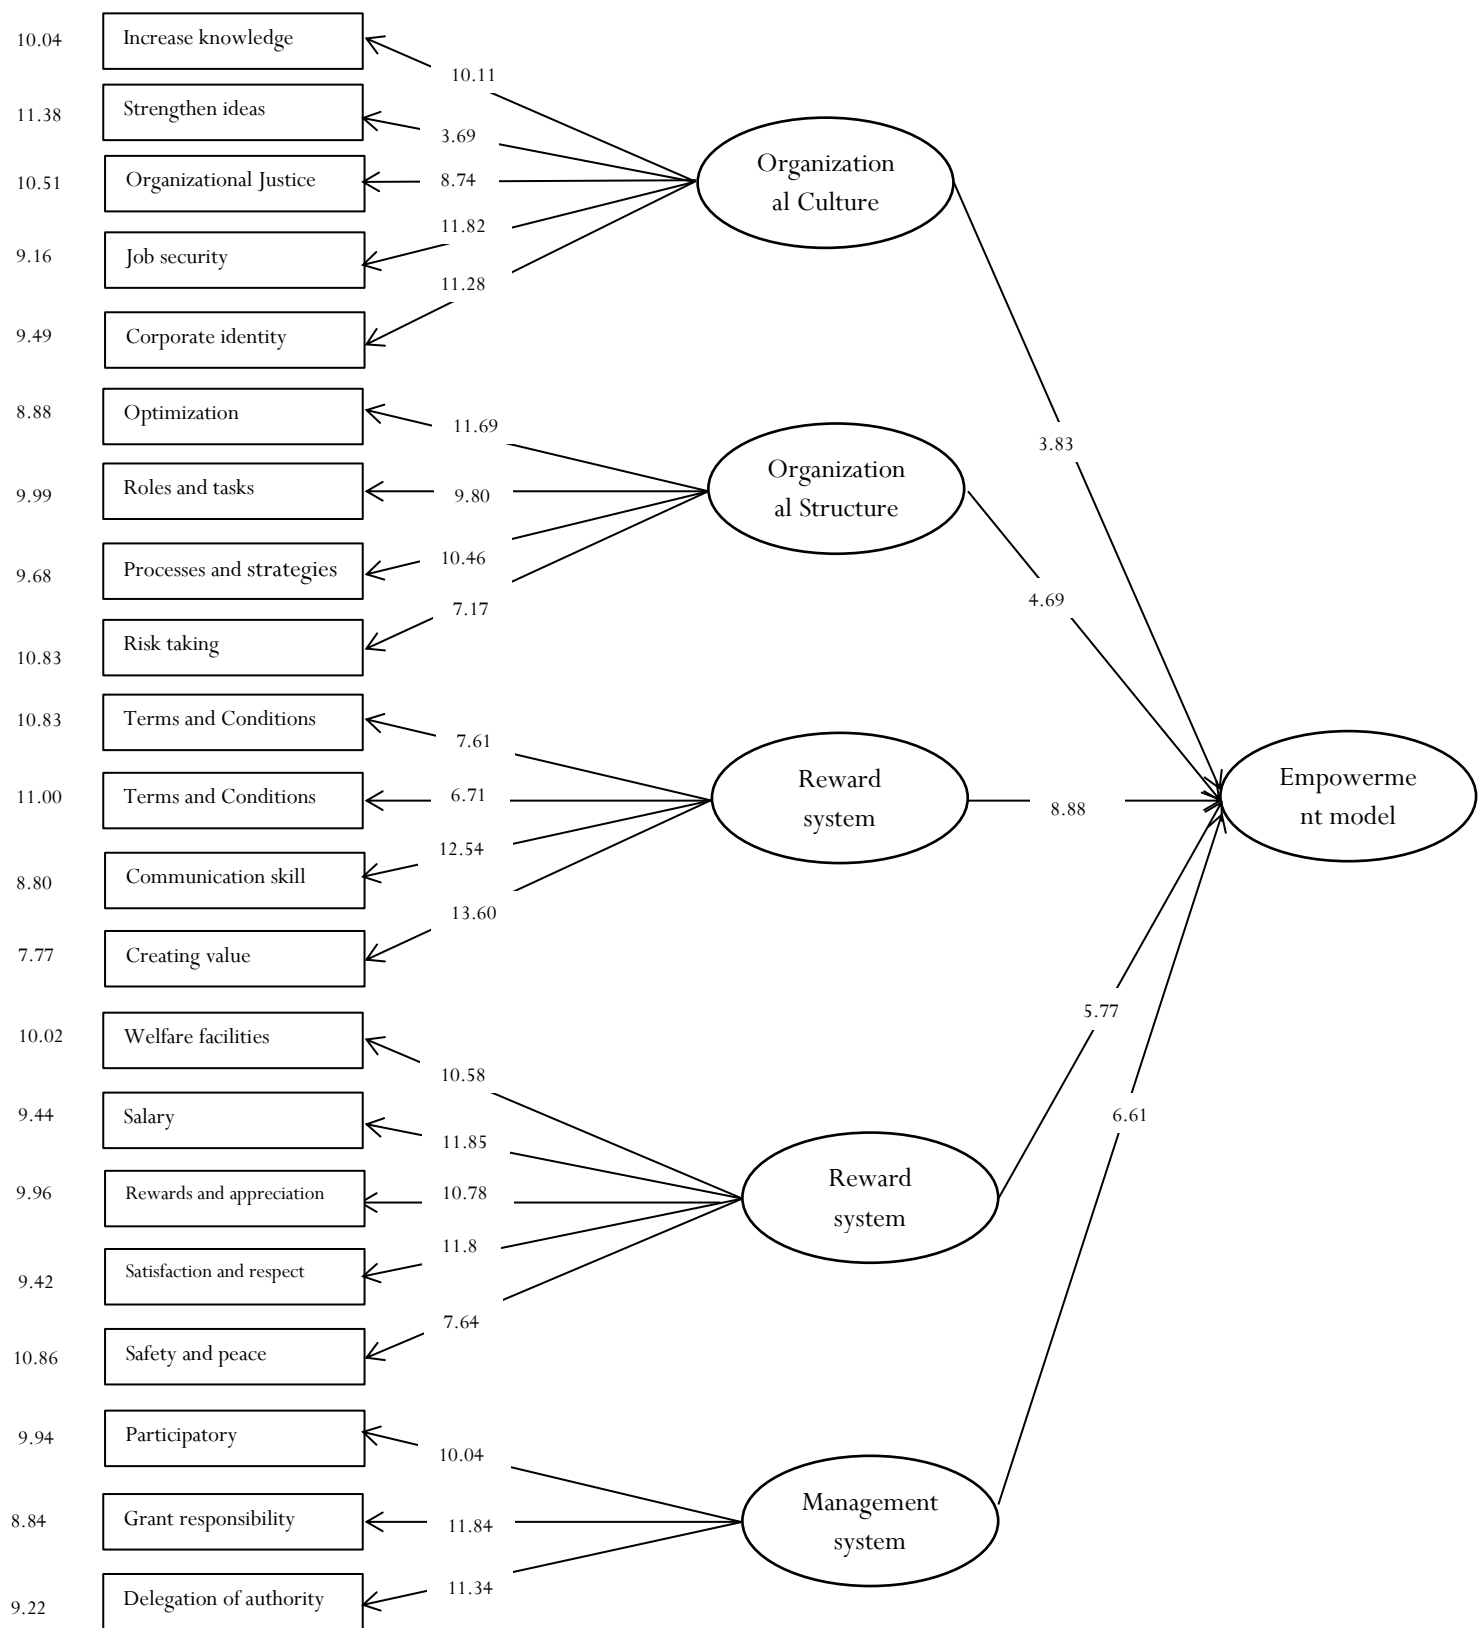 10.04
Increase knowledge
10.11
11.38
Strengthen ideas
3.69
10.51
Organizational Justice
8.74
Organization
al Culture
9.16
Job security
11.82
9.49
Corporate identity
11.28
8.88
Optimization
11.69
3.83
9.99
Roles and tasks
9.80
Organization
al Structure
9.68
Processes and strategies
10.46
4.69
10.83
Risk taking
7.17
10.83
Terms and Conditions
7.61
11.00
Terms and Conditions
6.71
Reward
system
8.88
Empowerme
nt model
8.80
Communication skill
12.54
7.77
Creating value
13.60
10.02
Welfare facilities
10.58
5.77
9.44
Salary
11.85
6.61
9.96
Rewards and appreciation
10.78
Reward
system
9.42
Satisfaction and respect
11.8
10.86
Safety and peace
7.64
9.94
Participatory
10.04
8.84
Grant responsibility
11.84
Management
system
9.22
Delegation of authority
11.34